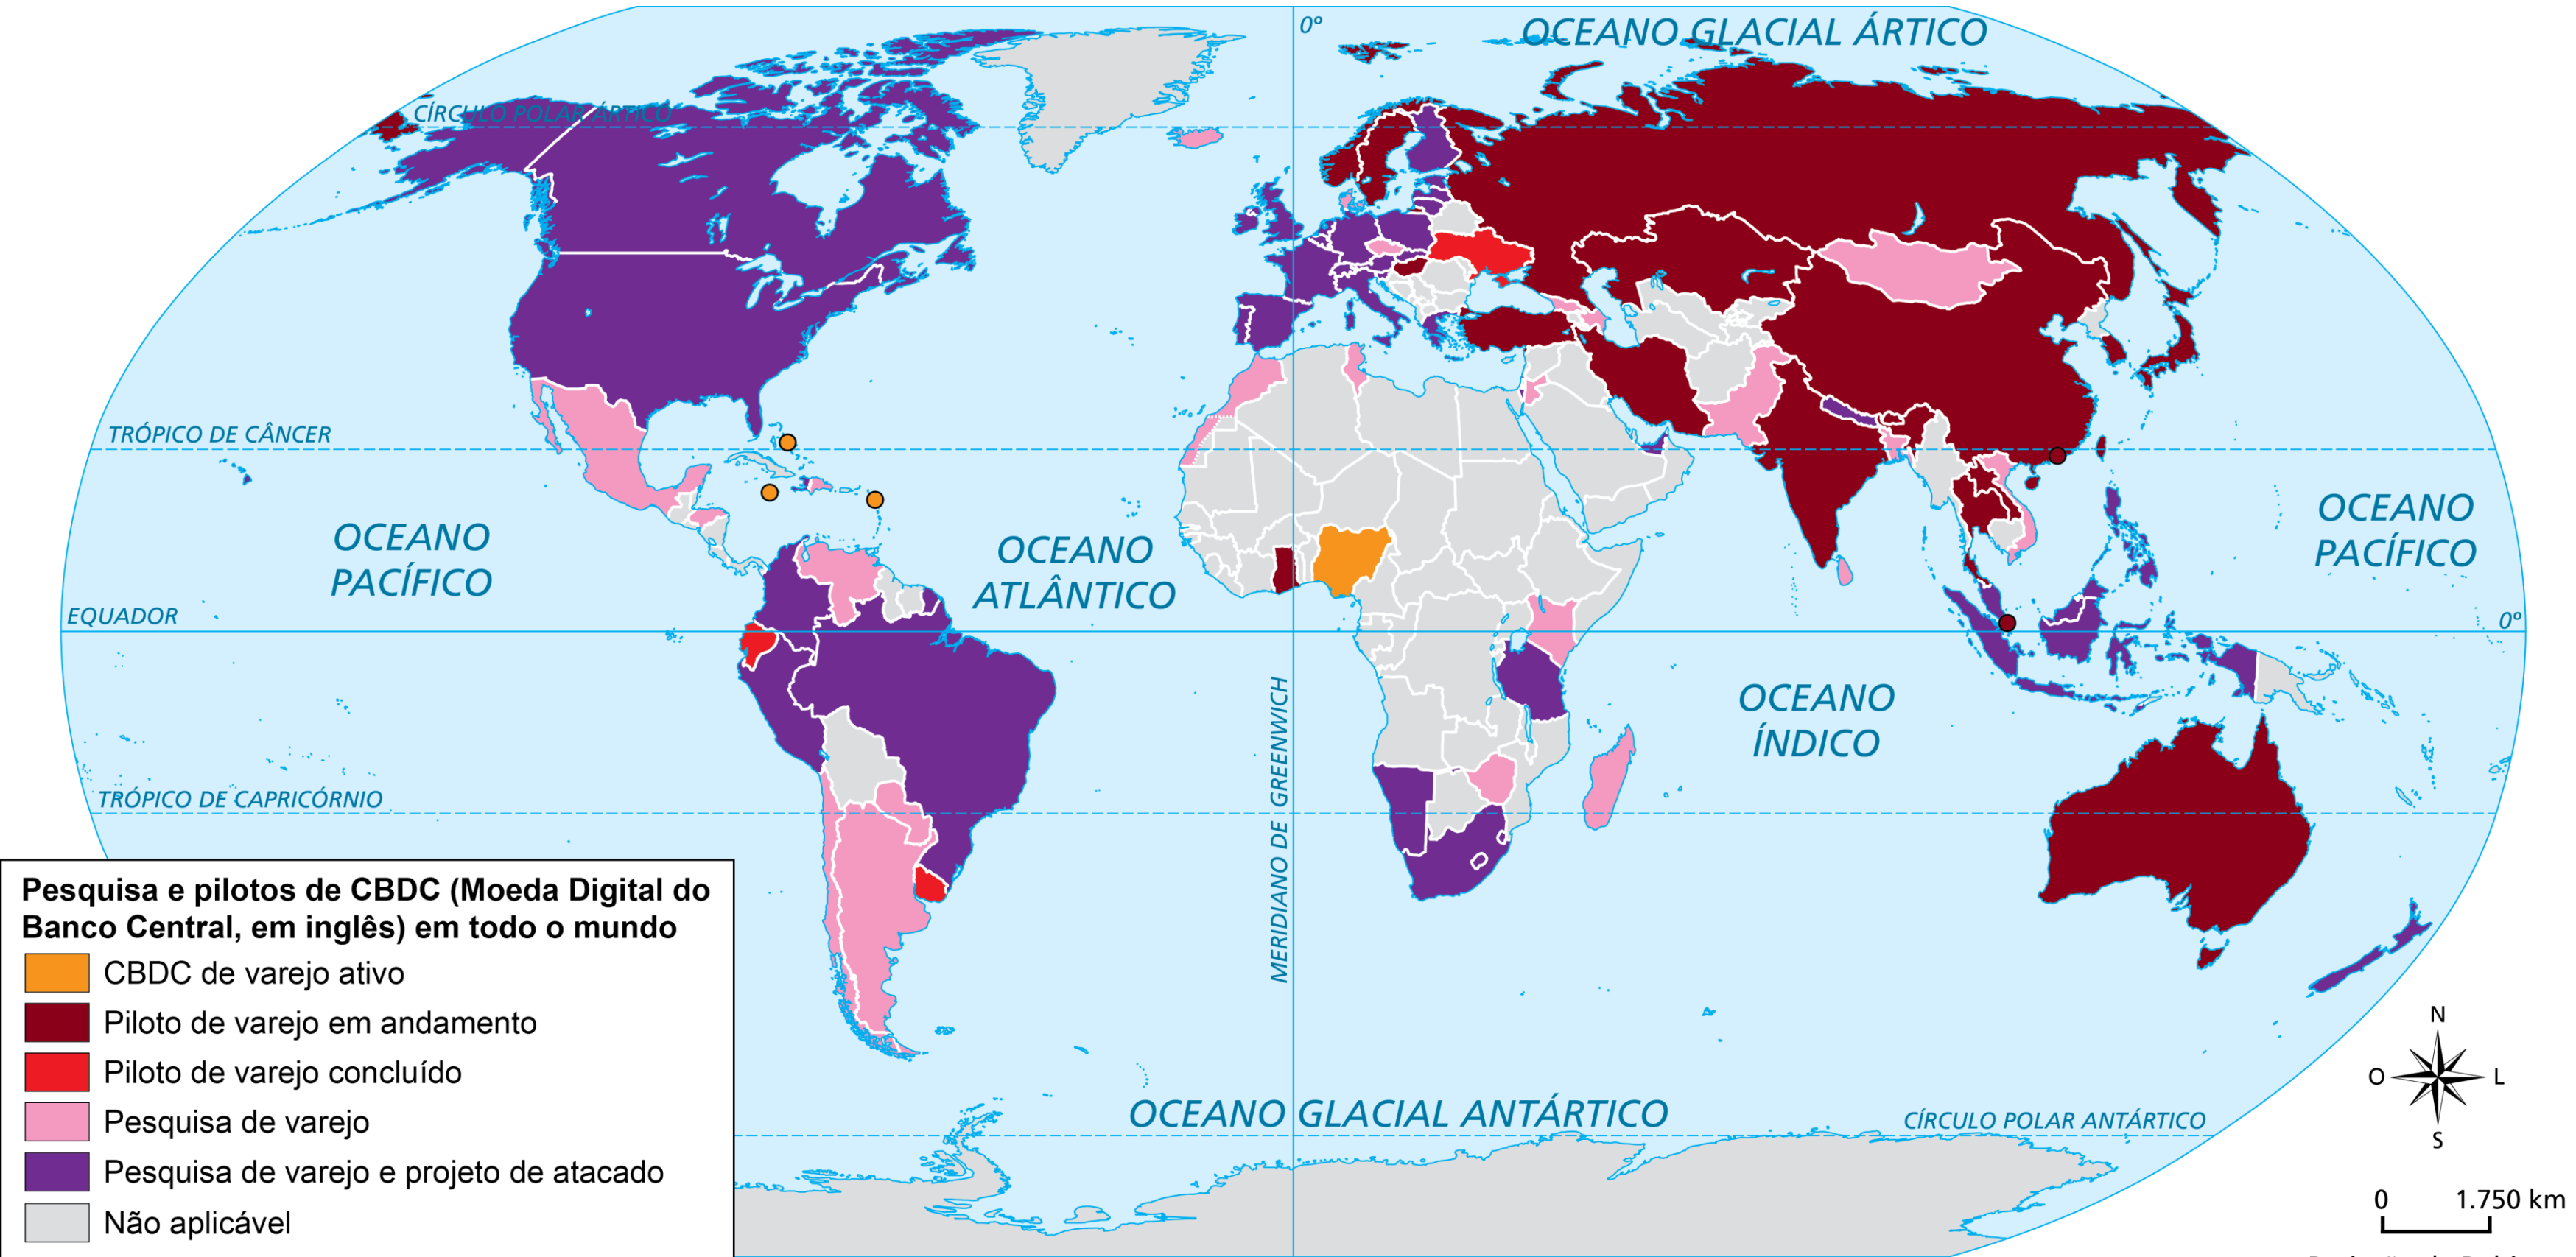 0º
OCEANO GLACIAL ÁRTICO
CÍRCULO POLAR ÁRTICO
TRÓPICO DE CÂNCER
OCEANO
PACÍFICO
OCEANO
ATLÂNTICO
OCEANO
PACÍFICO
EQUADOR
0º
OCEANO
ÍNDICO
MERIDIANO DE GREENWICH
TRÓPICO DE CAPRICÓRNIO
Pesquisa e pilotos de CBDC (Moeda Digital do
Banco Central, em inglês) em todo o mundo
CBDC de varejo ativo
Piloto de varejo em andamento
Piloto de varejo concluído
Pesquisa de varejo
Pesquisa de varejo e projeto de atacado
Não aplicável
OCEANO GLACIAL ANTÁRTICO
CÍRCULO POLAR ANTÁRTICO
N
O
L
S
0
1.750 km